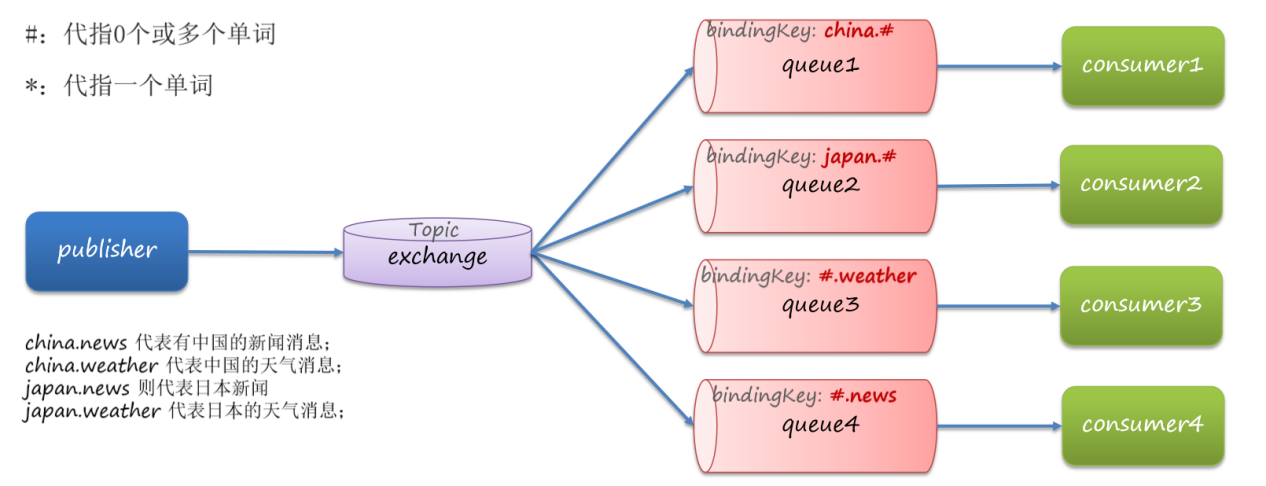 #：代指0个或多个单词
*：代指一个单词
publisher
Topic
exchange
bindingKey: china.#
queue1
consumer1
bindingKey: japan.#
queue2
consumer2
bindingKey: #.weather
queue3
consumer3
bindingKey: #.news
queue4
consumer4
china.news 代表有中国的新闻消息；
china.weather 代表中国的天气消息；
japan.news 则代表日本新闻
japan.weather 代表日本的天气消息；